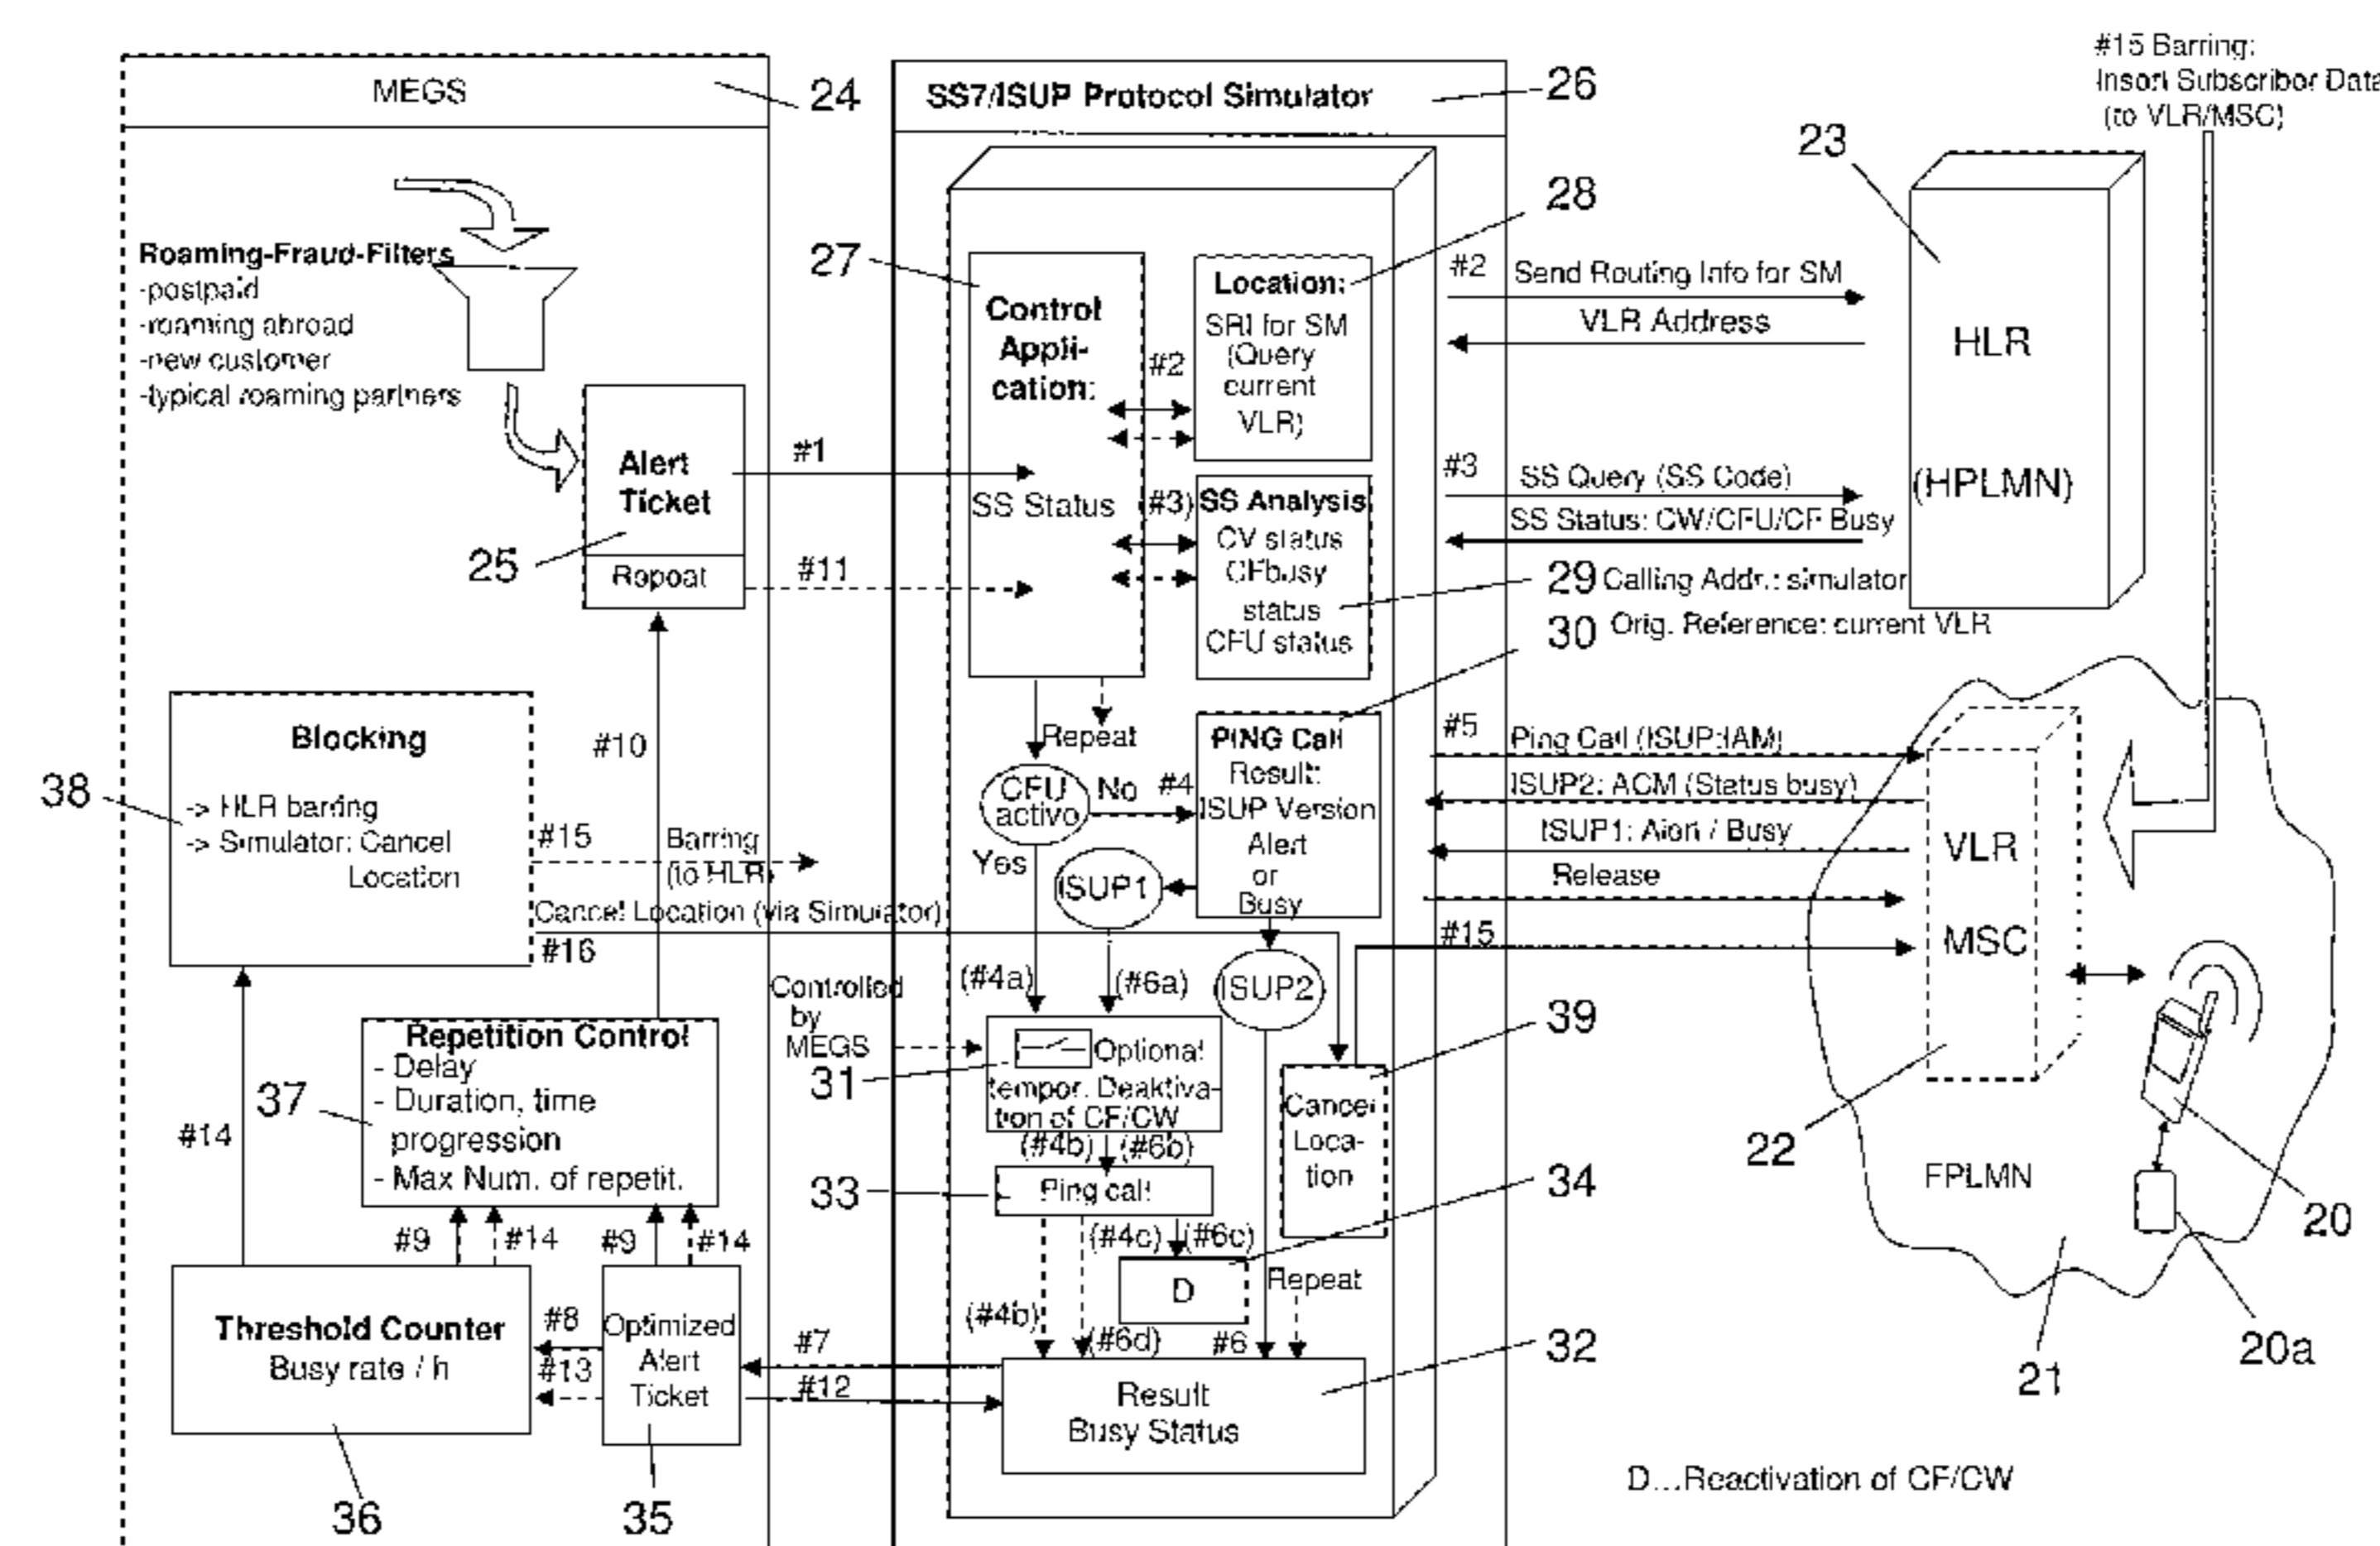 #15 Barring:
Insert Subscriber Data
(to VLR/MSC)
MEGS
24
SS7/ISUP Protocol Simulator
26
23
28
27
Roaming-Fraud-Filters
-postpaid
-roaming abroad
-new customer
-typical roaming partners
Alert
Ticket
25
Repeat
#1
#11
Control
Appli-
cation:
SS Status
#2
(#3)
Location:
SRI for SM
(Query
current
VLR)
SS Analysis
CV status
CFbusy
status
CFU status
#2
Send Routing Info for SM
VLR Address
HLR
(HPLMN)
#3
SS Query (SS Code)
SS Status: CW/CFU/CF Busy
29
Calling Addr.: simulator
30
Orig. Reference: current VLR
Blocking
-> HLR barring
-> Simulator: Cancel
Location
38
#10
#15
Barring
(to HLR)
Cancel Location (via Simulator)
#16
Repeat
CFU
active
No
#4
Yes
PING Call
Result:
ISUP Version
Alert
or
Busy
ISUP1
ISUP2
#5
Ping Call (ISUP:IAM)
ISUP2: ACM (Status busy)
ISUP1: Alert / Busy
Release
#15
VLR
MSC
22
FPLMN
20
20a
21
Controlled
by
MEGS
(#4a)
(#6a)
31
Optional
tempor. Deaktiva-
tion of CF/CW
(#4b)
(#6b)
39
Cancel
Loca-
tion
33
Ping call
34
(#4c)
(#6c)
D
Repeat
(#4b)
(#6d)
#6
32
Result
Busy Status
Repetition Control
- Delay
- Duration, time
progression
- Max Num. of repetit.
37
#14
#9
#14
#9
#14
Threshold Counter
Busy rate / h
36
#8
#13
Optimized
Alert
Ticket
35
#7
#12
D...Reactivation of CF/CW